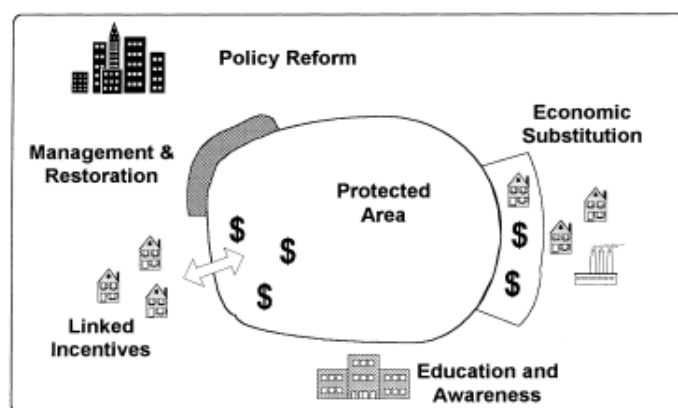 Policy Reform
Economic
Substitution
Management &
Restoration
Protected
Area
$
$
$
$
$
Linked
Incentives
Education and
Awareness